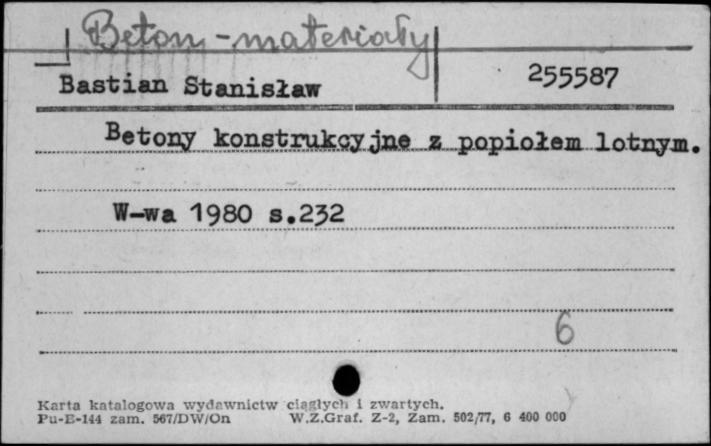 Beton - materiały
Bastian Stanisław 255587
Betony konstrukcyjne z popiołem lotnym.
W-wa 1980 s.232
6
Karta katalogowa wydawnictw ciągłych i zwartych.
Pu-E-144 zam. 567/DW/On W.Z.Graf. Z-2, Zam. 502/77, 6 400 000